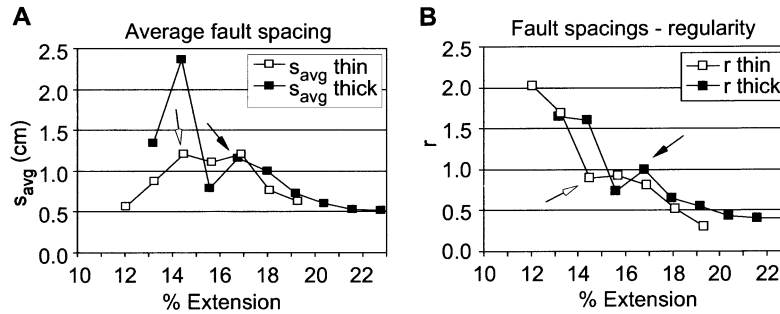 A
Average fault spacing
s_avg (cm)
2.5
2.0
1.5
1.0
0.5
0.0
s_avg thin
s_avg thick
10 12 14 16 18 20 22
% Extension
B
Fault spacings - regularity
r
2.5
2.0
1.5
1.0
0.5
0.0
r thin
r thick
10 12 14 16 18 20 22
% Extension